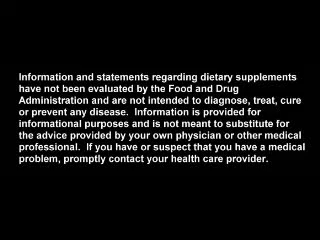 Information and statements regarding dietary supplements
have not been evaluated by the Food and Drug
Administration and are not intended to diagnose, treat, cure
or prevent any disease.  Information is provided for
informational purposes and is not meant to substitute for
the advice provided by your own physician or other medical
professional.  If you have or suspect that you have a medical
problem, promptly contact your health care provider.